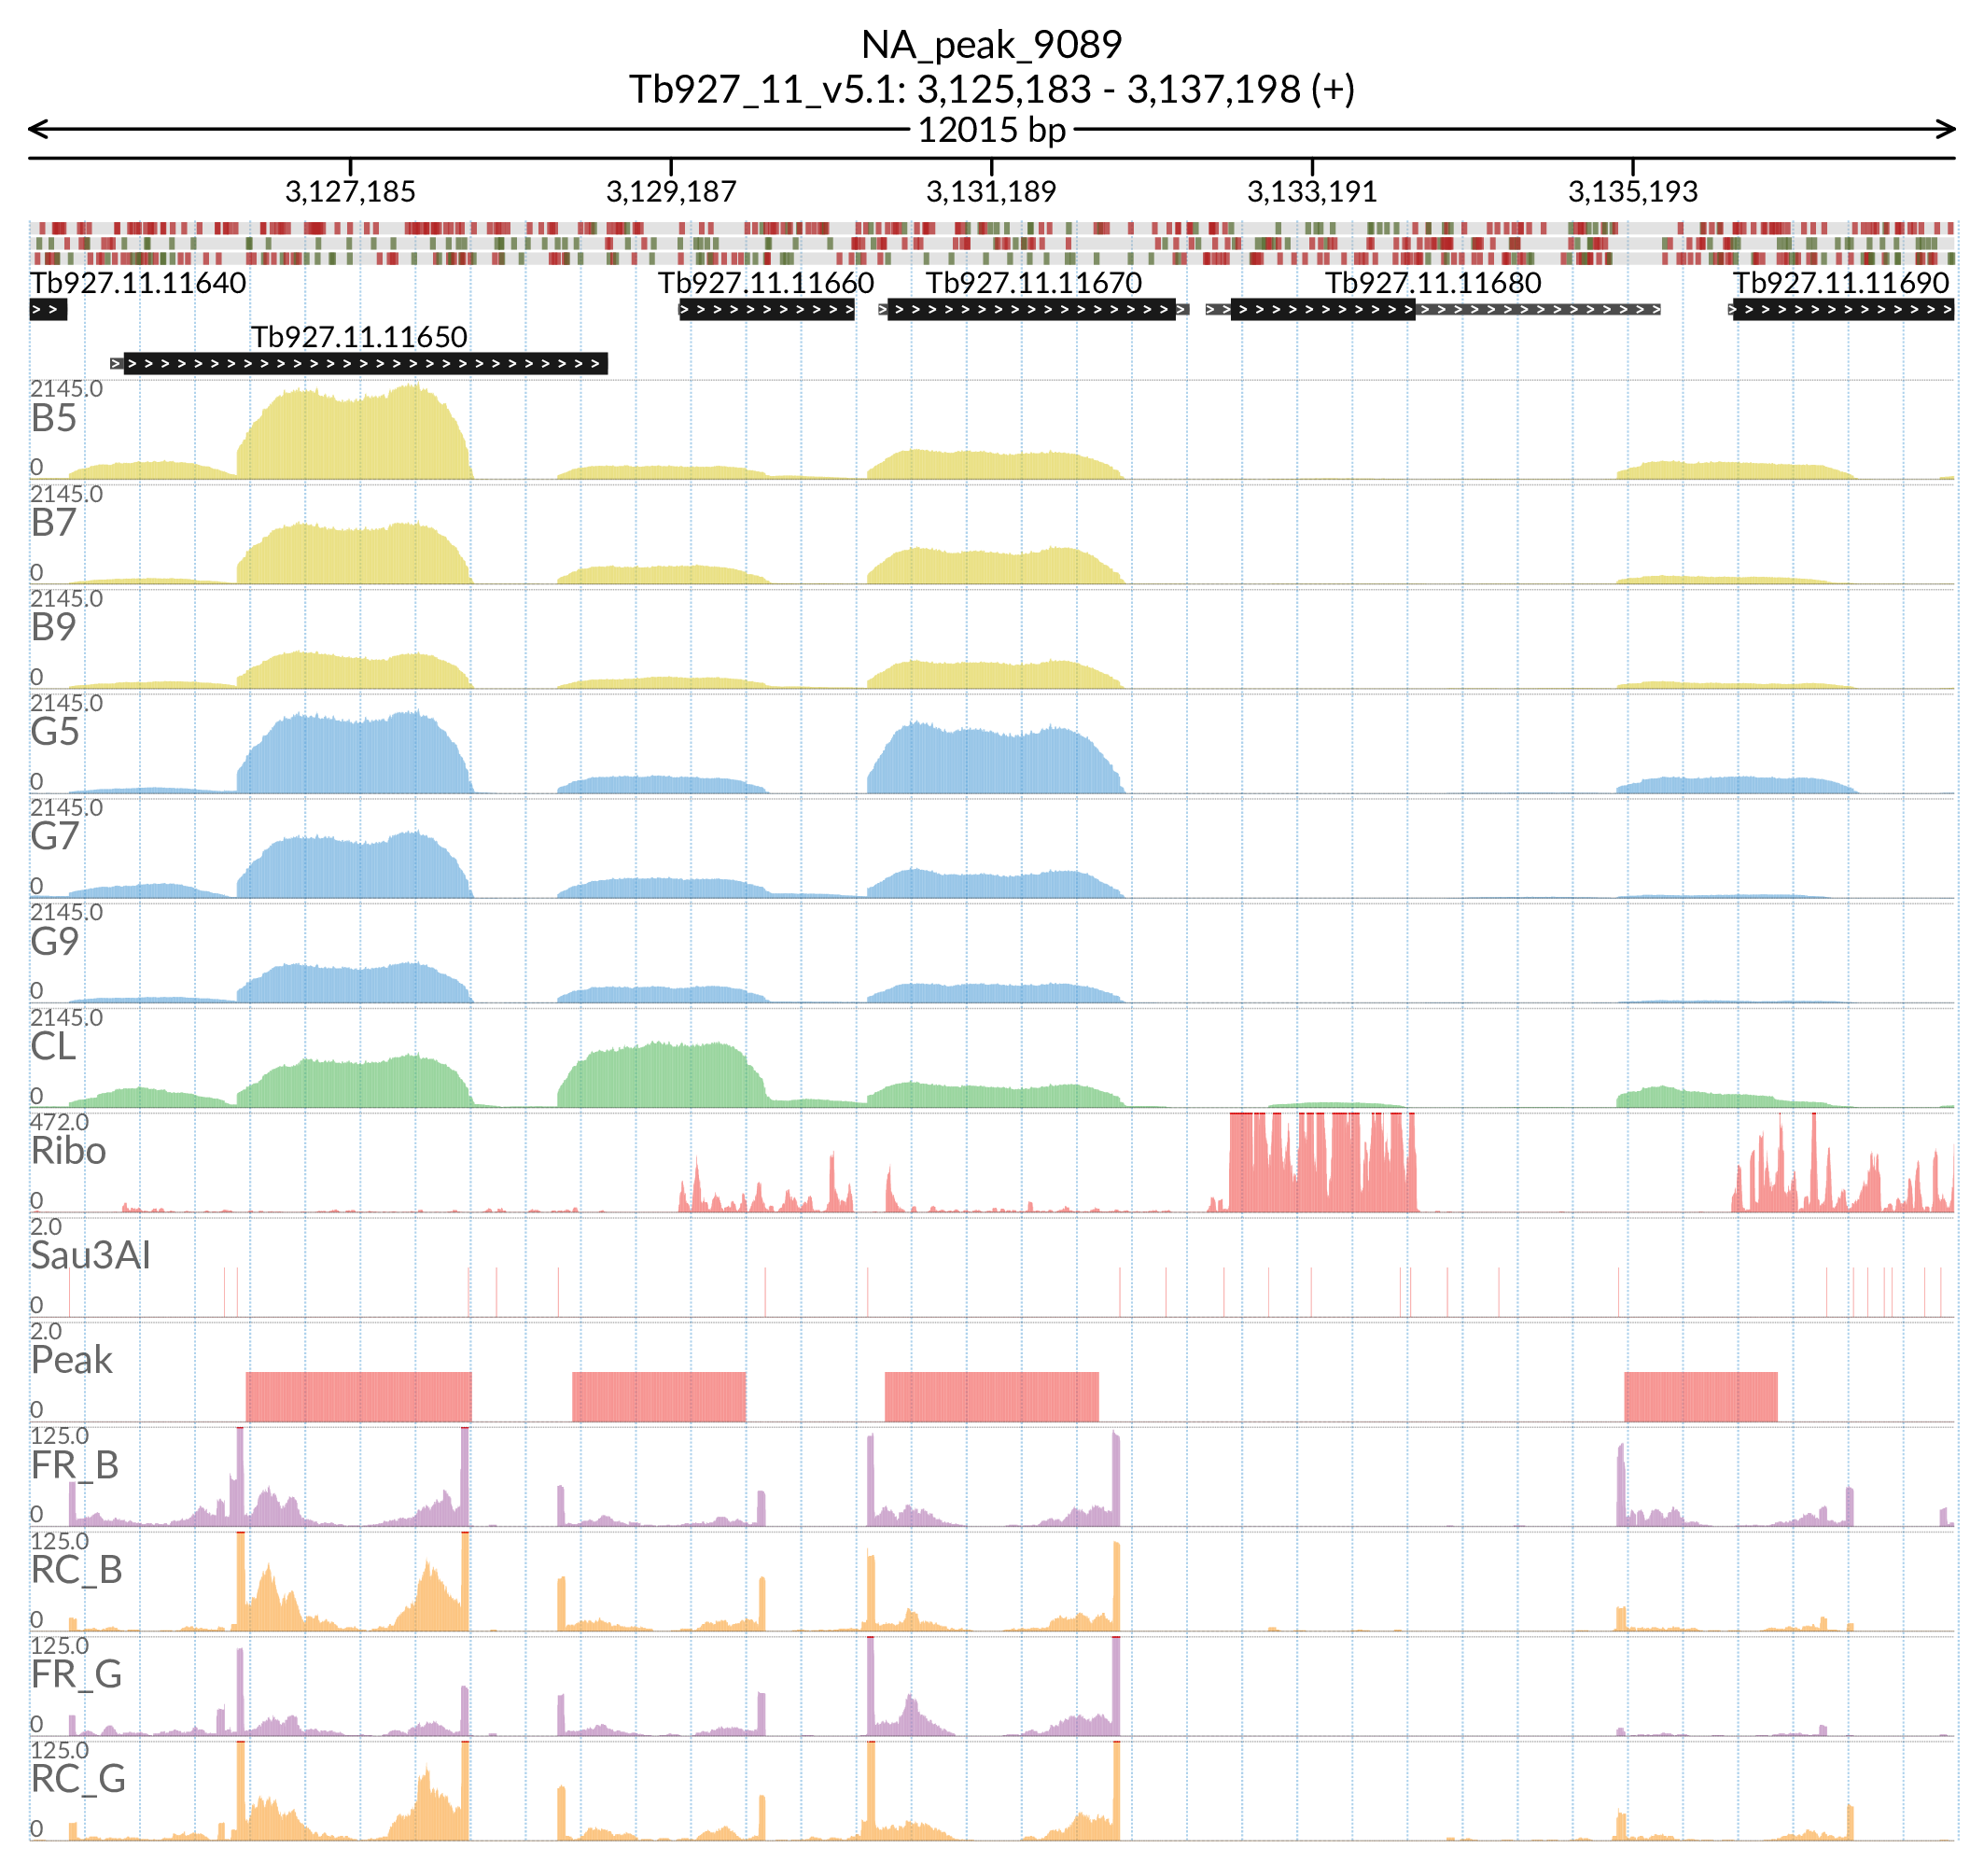 NA_peak_9089
Tb927_11_v5.1: 3,125,183 - 3,137,198 (+)
12015 bp
3,127,185 3,129,187 3,131,189 3,133,191 3,135,193
Tb927.11.11640 Tb927.11.11660 Tb927.11.11670 Tb927.11.11680 Tb927.11.11690
Tb927.11.11650
2145.0
B5
0
2145.0
B7
0
2145.0
B9
0
2145.0
G5
0
2145.0
G7
0
2145.0
G9
0
2145.0
CL
0
472.0
Ribo
0
2.0
Sau3AI
0
2.0
Peak
0
125.0
FR_B
0
125.0
RC_B
0
125.0
FR_G
0
125.0
RC_G
0